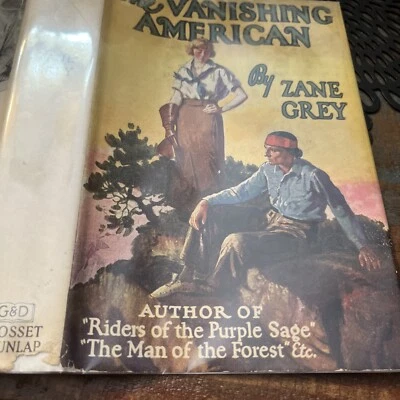 VANISHING
AMERICAN
By ZANE
GREY
AUTHOR OF
"Riders of the Purple Sage"
"The Man of the Forest" Etc.
G&D
OSSET
UNLAP